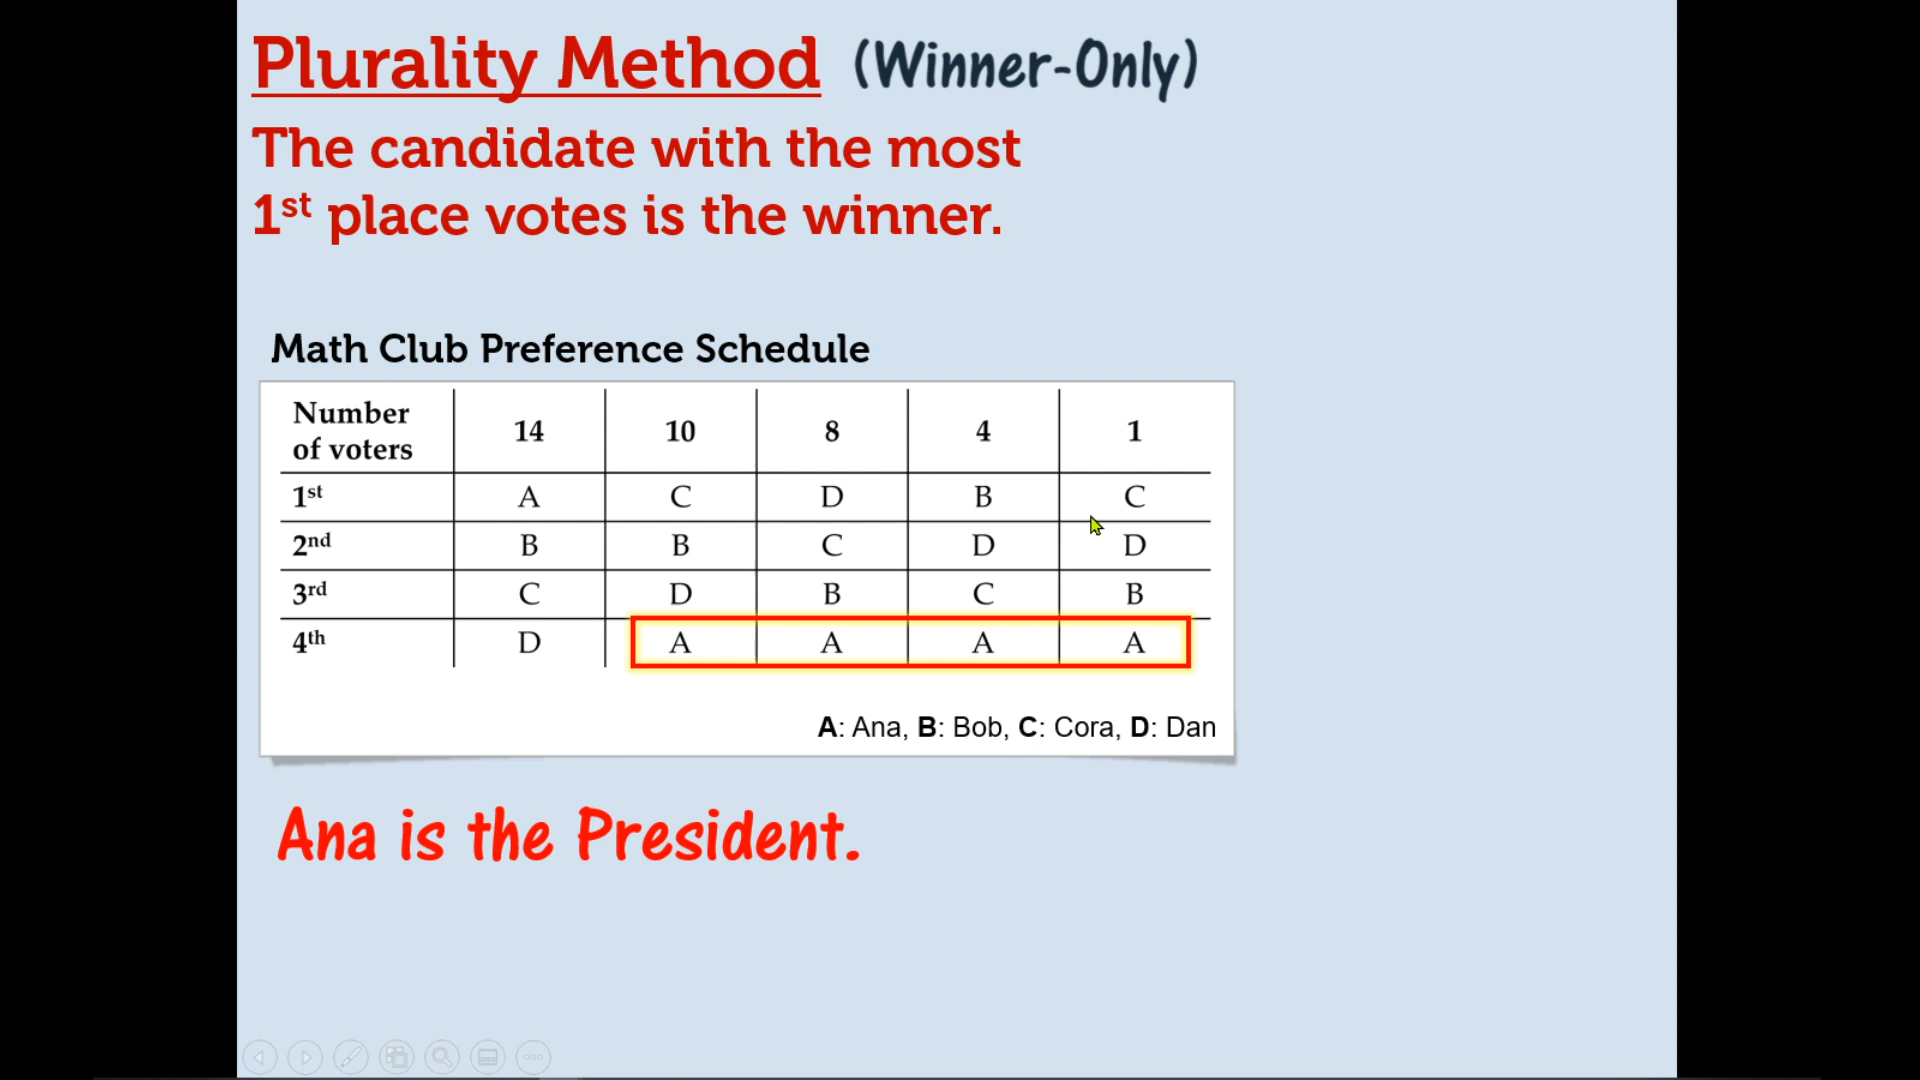 Plurality Method (Winner-Only)
The candidate with the most
1st place votes is the winner.
Math Club Preference Schedule
Number of voters 14 10 8 4 1
1st A C D B C
2nd B B C D D
3rd C D B C B
4th D A A A A
A: Ana, B: Bob, C: Cora, D: Dan
Ana is the President.